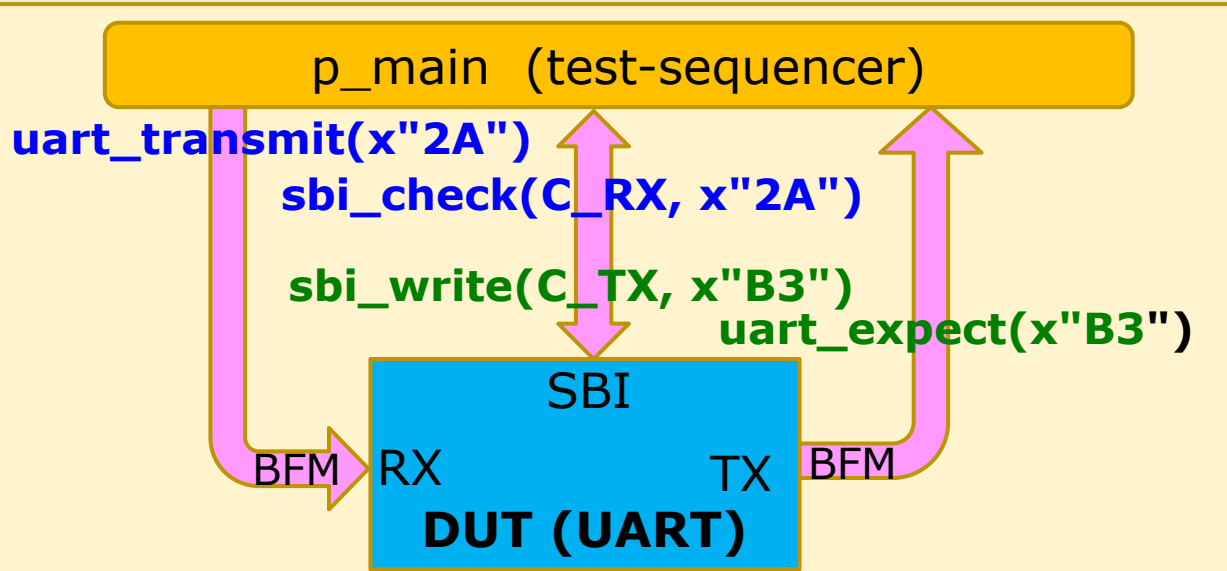 p_main (test-sequencer)
uart_transmit(x"2A")
sbi_check(C_RX, x"2A")
sbi_write(C_TX, x"B3")
uart_expect(x"B3")
SBI
BFM RX TX BFM
DUT (UART)